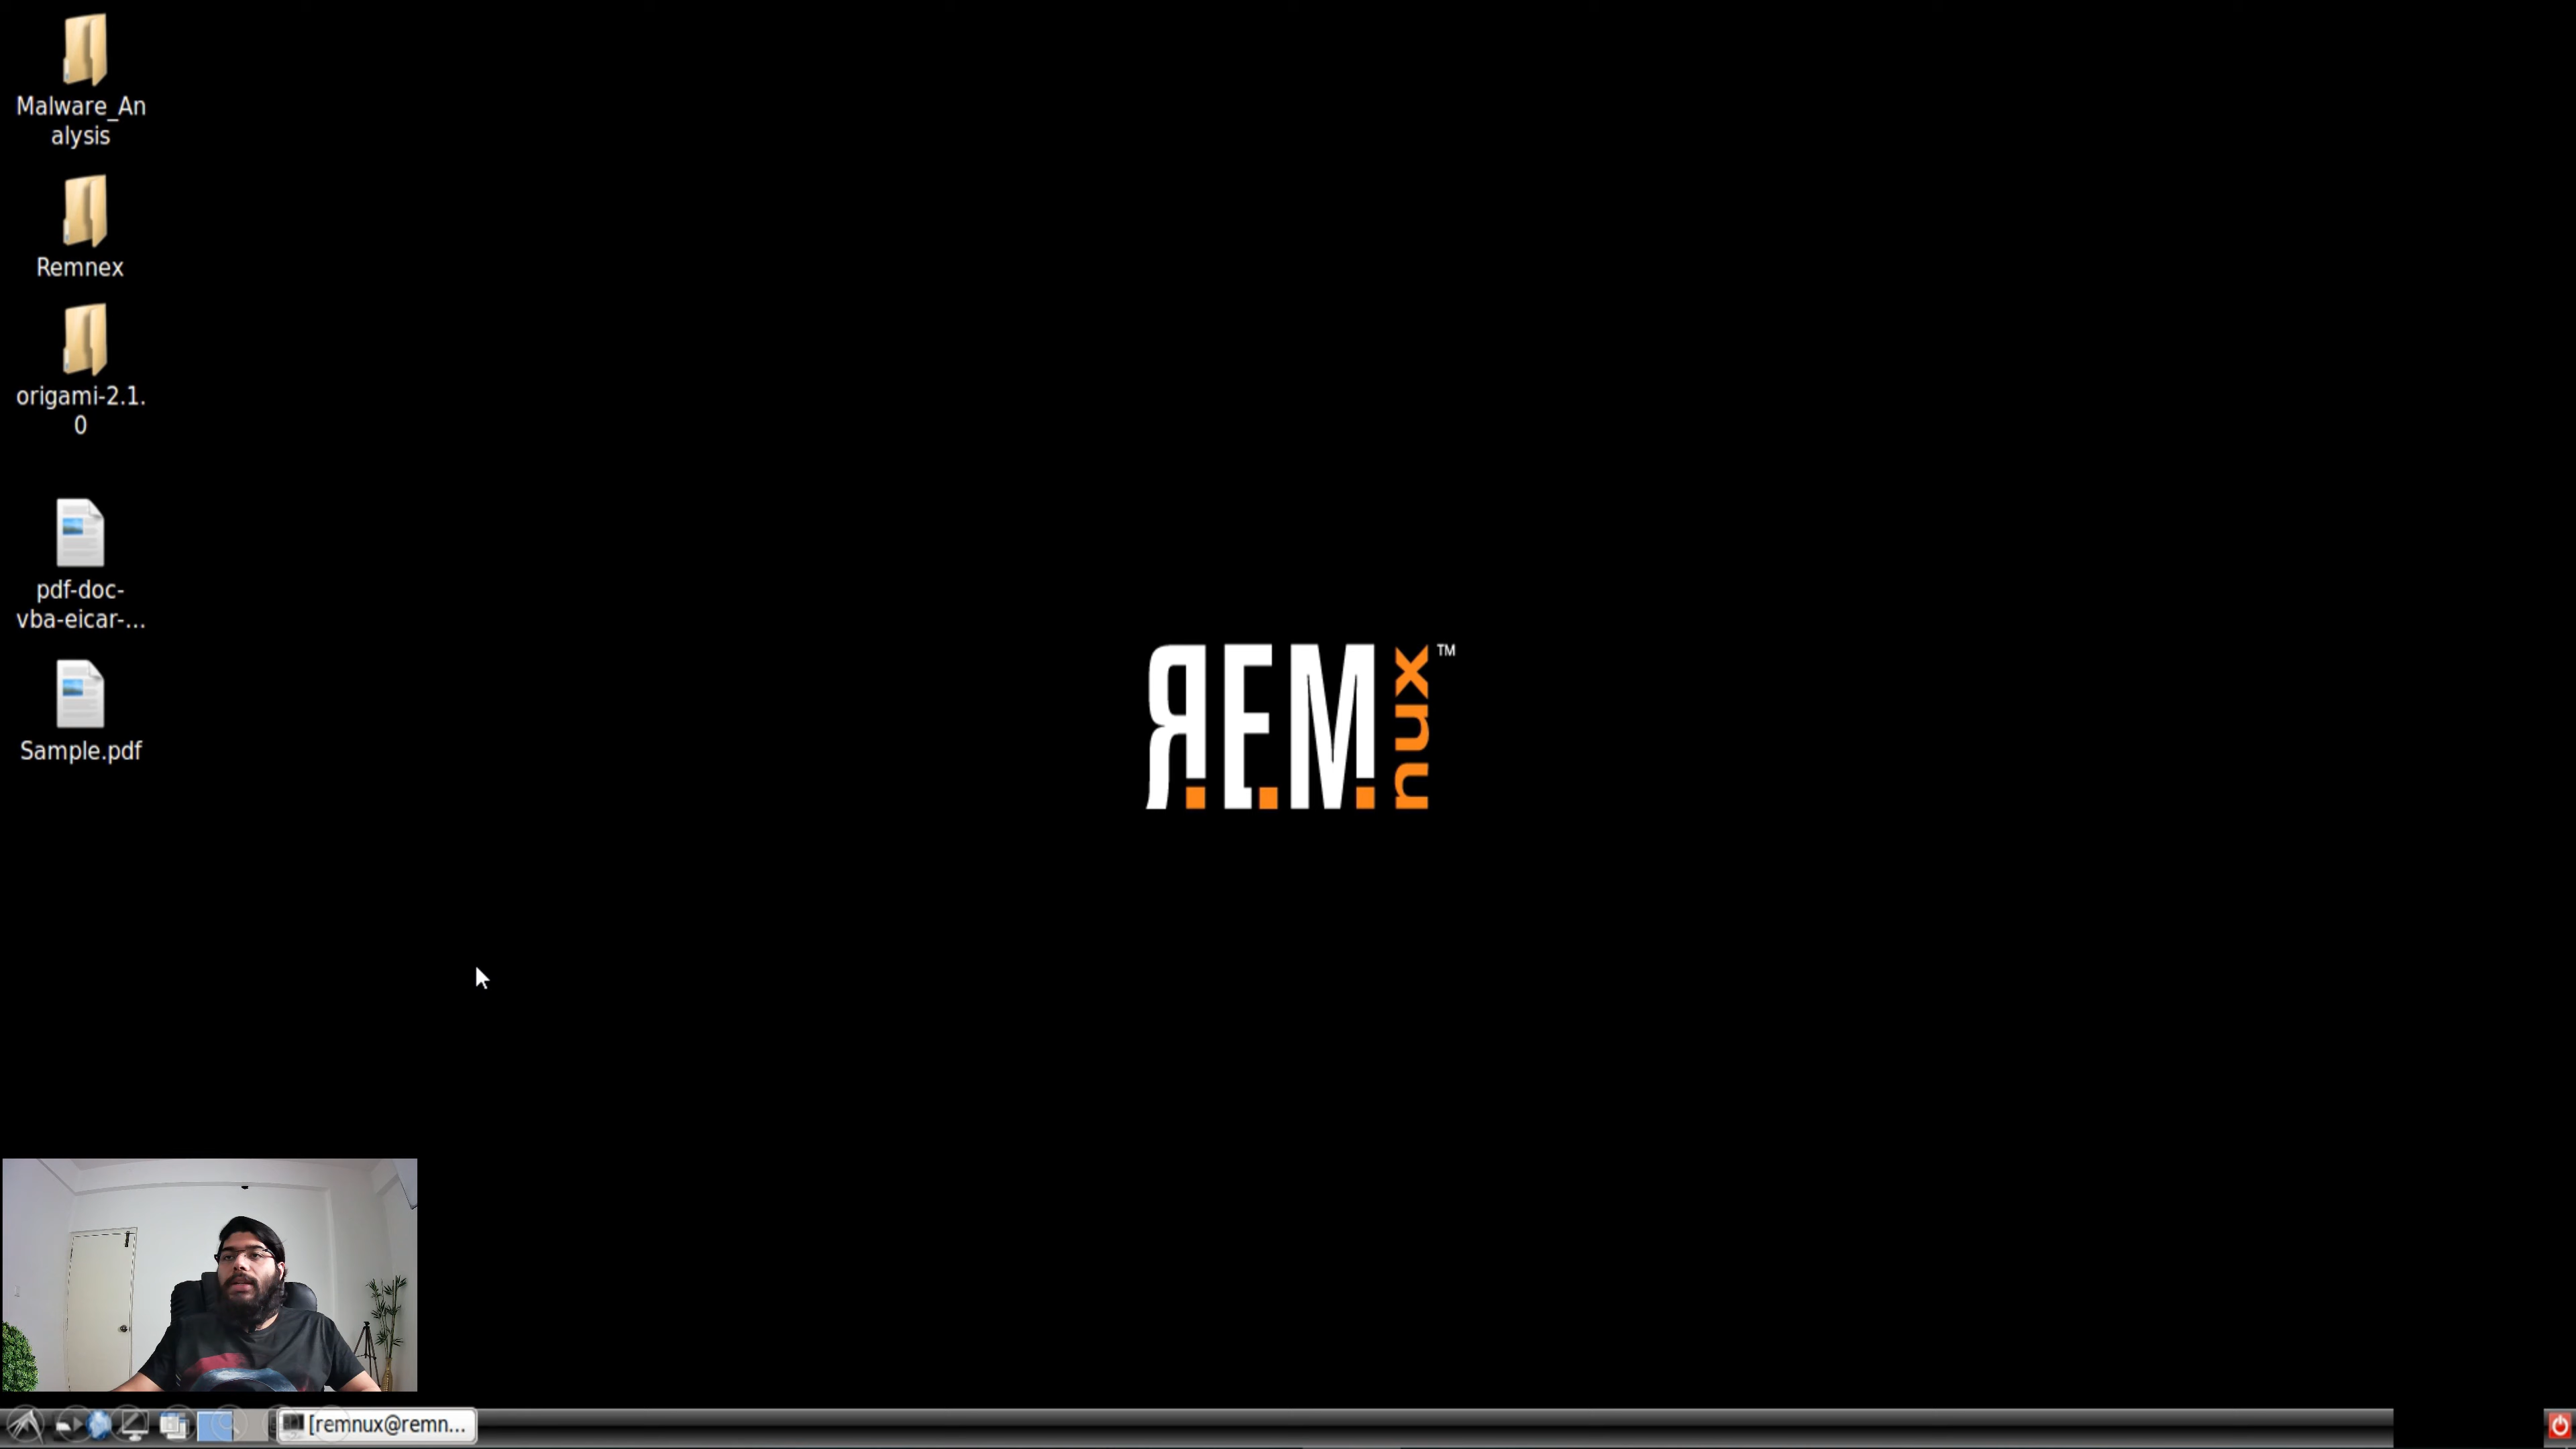 Malware_An
alysis
Remnex
origami-2.1.
0
pdf-doc-
vba-eicar-...
Sample.pdf
REM
nux
™
[remnux@remn...